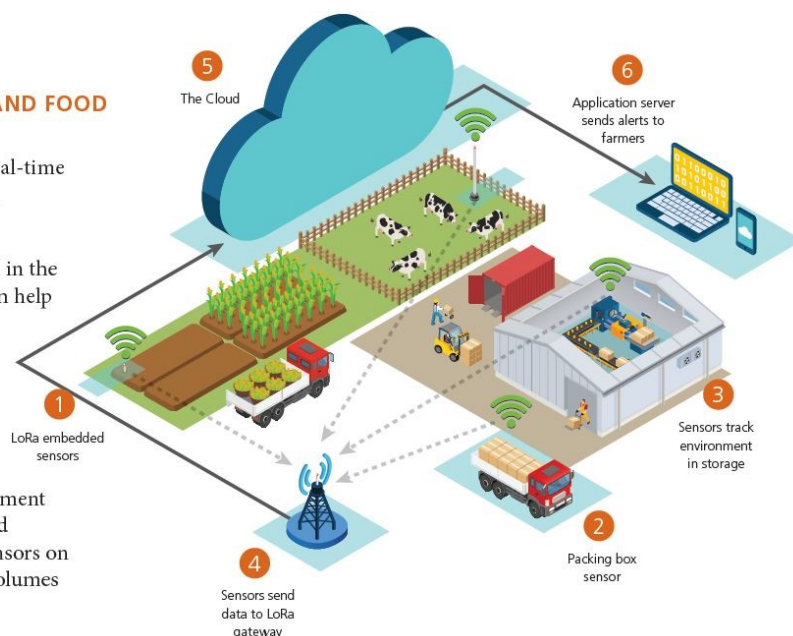 AND FOOD
al-time
in the
n help
ment
d
nsors on
olumes
5
The Cloud
6
Application server
sends alerts to
farmers
1
LoRa embedded
sensors
3
Sensors track
environment
in storage
2
Packing box
sensor
4
Sensors send
data to LoRa
gateway